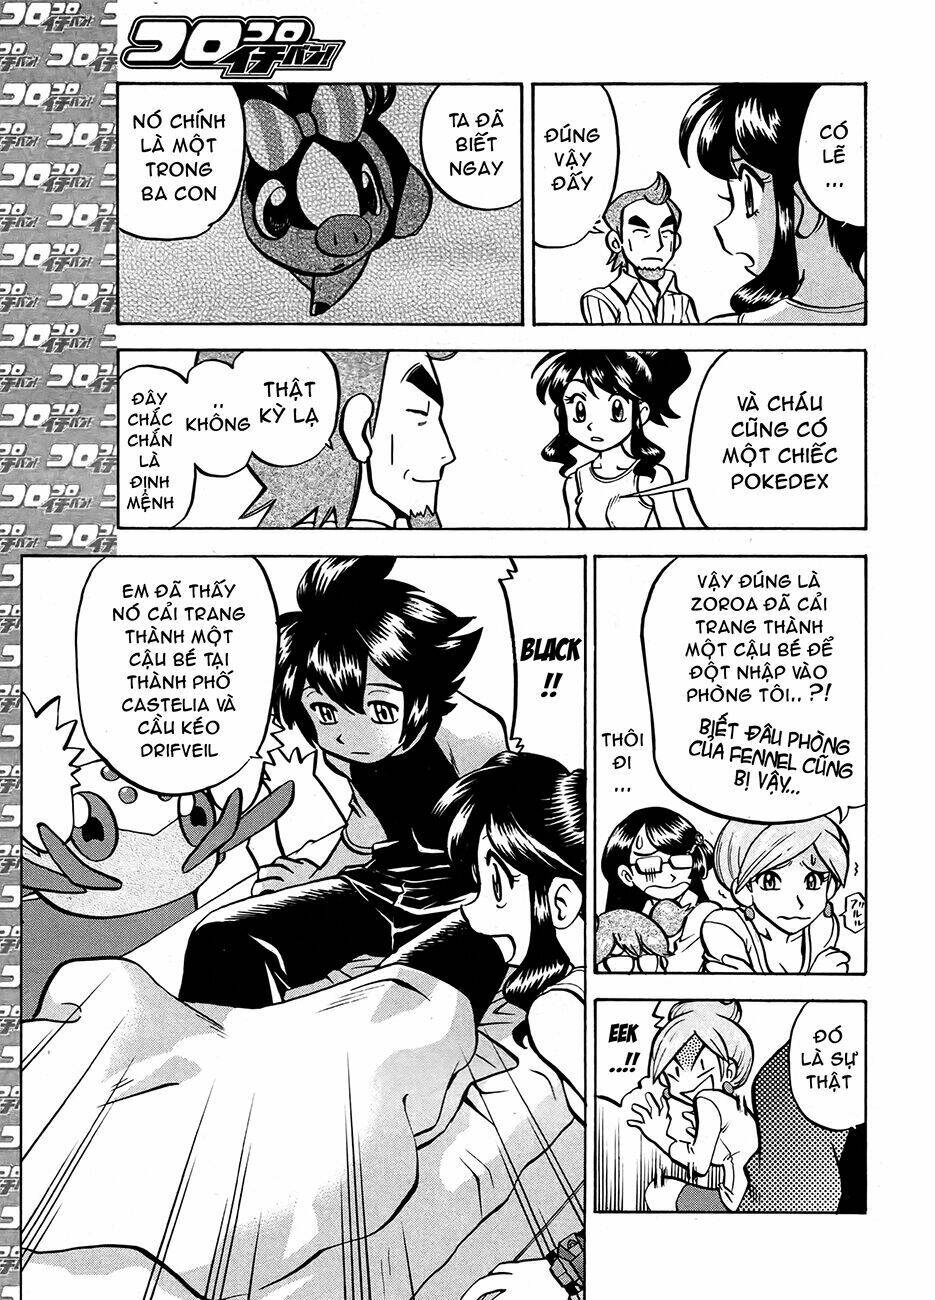 コロコロ
イチバン!
CÓ
LẼ
...
ĐÚNG
VẬY
ĐẤY
TA ĐÃ
BIẾT
NGAY
NÓ CHÍNH
LÀ MỘT
TRONG
BA CON
VÀ CHÁU
CŨNG CÓ
MỘT CHIẾC
POKEDEX
THẬT
KỲ LẠ
..
KHÔNG
ĐÂY
CHẮC
CHẮN
LÀ
ĐỊNH
MỆNH
VẬY ĐÚNG LÀ
ZOROA ĐÃ CẢI
TRANG THÀNH
MỘT CẬU BÉ ĐỂ
ĐỘT NHẬP VÀO
PHÒNG TÔI.. ?!
BIẾT ĐÂU PHÒNG
CỦA FENNEL CŨNG
BỊ VẬY...
THÔI
ĐI
...
ĐÓ
LÀ SỰ
THẬT
EEK
..!!
BLACK
!!
EM ĐÃ THẤY
NÓ CẢI TRANG
THÀNH MỘT
CẬU BÉ TẠI
THÀNH PHỐ
CASTELIA VÀ
CẦU KÉO
DRIFVEIL